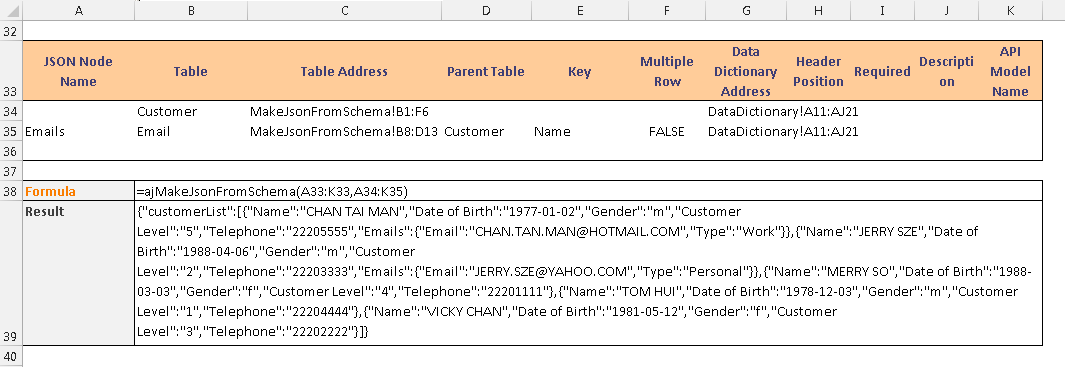 A B C D E F G H I J K
32
33 JSON Node Name Table Table Address Parent Table Key Multiple Row Data Dictionary Address Header Position Required Descripti on API Model Name
34 Customer MakeJsonFromSchema!B1:F6 DataDictionary!A11:AJ21
35 Emails Email MakeJsonFromSchema!B8:D13 Customer Name FALSE DataDictionary!A11:AJ21
36
37
38 Formula =ajMakeJsonFromSchema(A33:K33,A34:K35)
Result {"customerList":[{"Name":"CHAN TAI MAN","Date of Birth":"1977-01-02","Gender":"m","Customer
Level":"5","Telephone":"22205555","Emails":{"Email":"CHAN.TAN.MAN@HOTMAIL.COM","Type":"Work"}},{"Name":"JERRY SZE","Date of
Birth":"1988-04-06","Gender":"m","Customer
Level":"2","Telephone":"22203333","Emails":{"Email":"JERRY.SZE@YAHOO.COM","Type":"Personal"}},{"Name":"MERRY SO","Date of Birth":"1988-
03-03","Gender":"f","Customer Level":"4","Telephone":"22201111"},{"Name":"TOM HUI","Date of Birth":"1978-12-03","Gender":"m","Customer
Level":"1","Telephone":"22204444"},{"Name":"VICKY CHAN","Date of Birth":"1981-05-12","Gender":"f","Customer
39 Level":"3","Telephone":"22202222"}]}
40